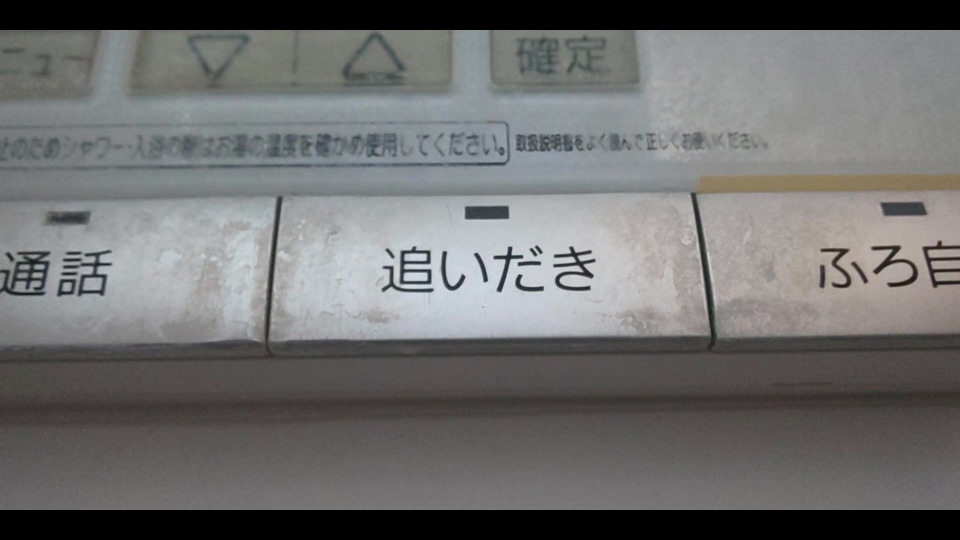 ニュー ▽ △ 確定
止のためシャワー・入浴の際はお湯の温度を確かめ使用してください。 取扱説明書をよく読んで正しくお使いください。
通話 追いだき ふろ自